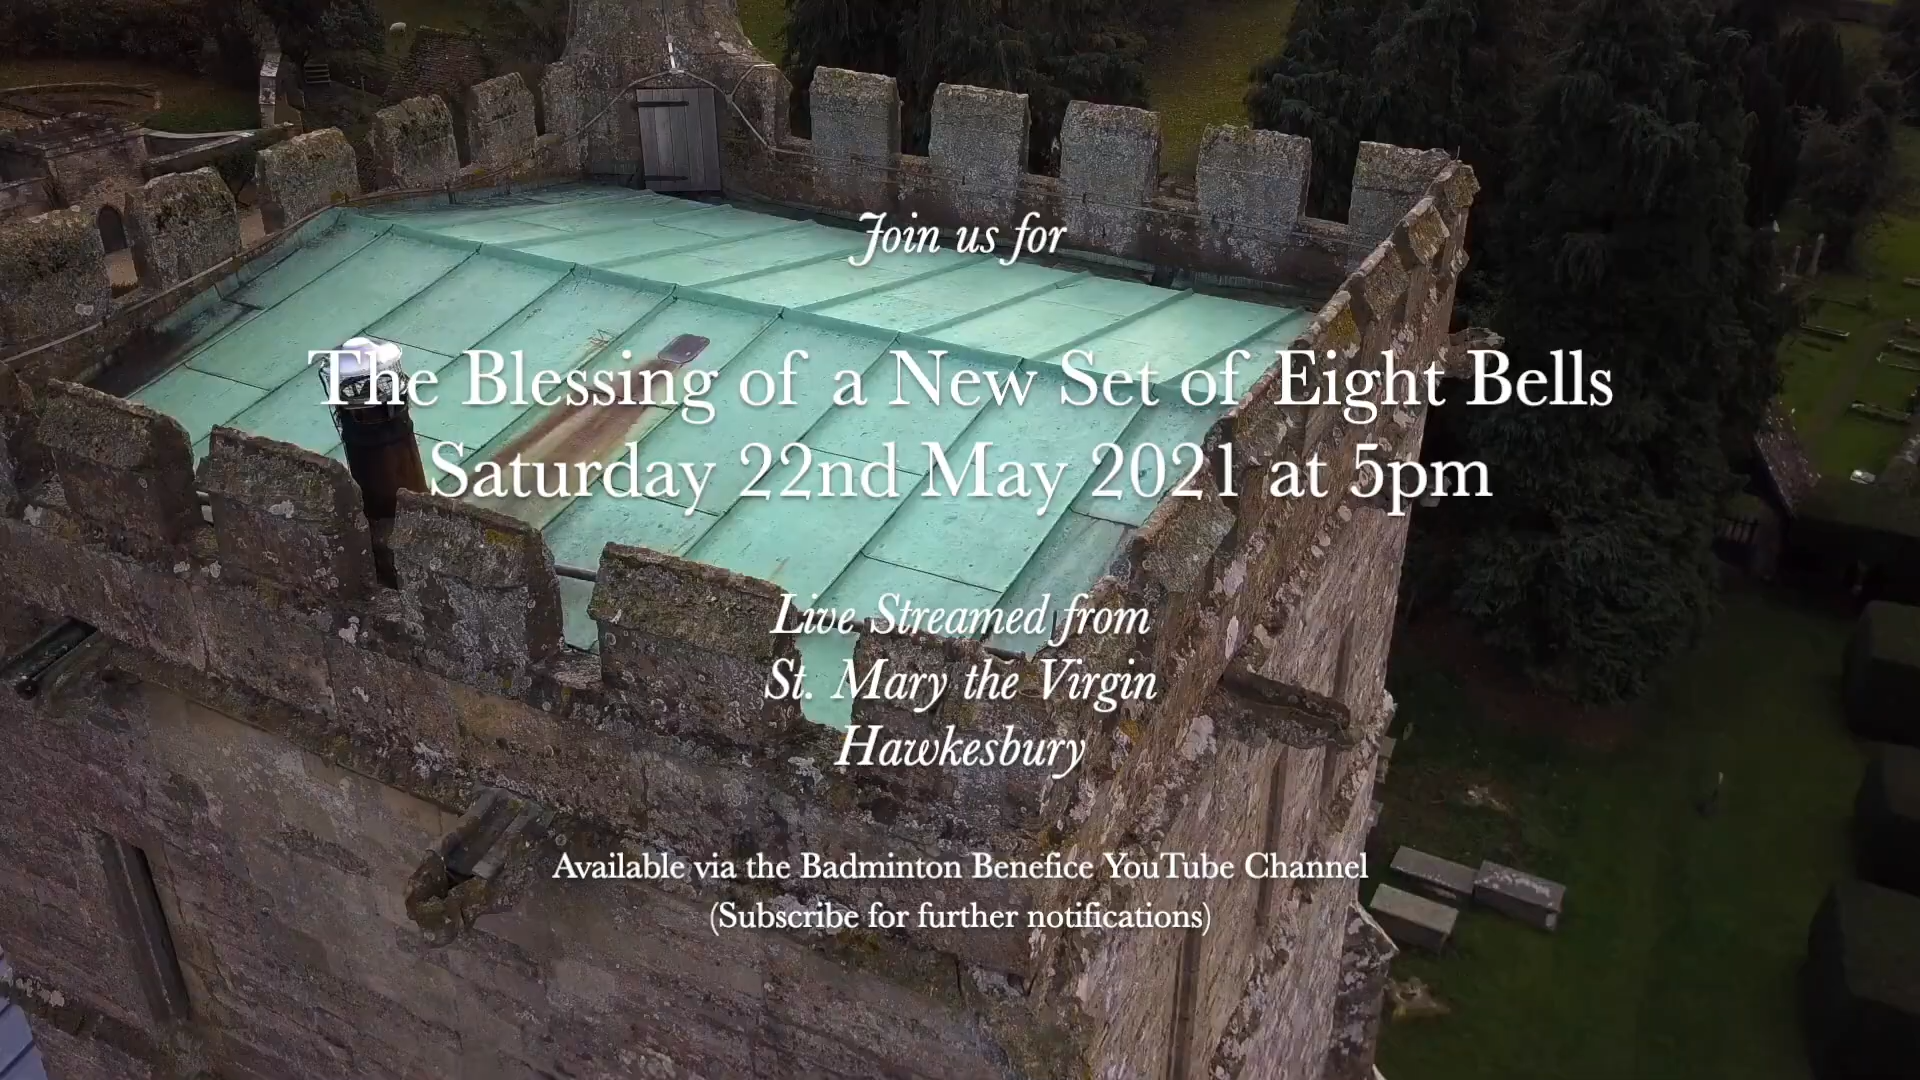 Join us for
The Blessing of a New Set of Eight Bells
Saturday 22nd May 2021 at 5pm
Live Streamed from
St. Mary the Virgin
Hawkesbury
Available via the Badminton Benefice YouTube Channel
(Subscribe for further notifications)